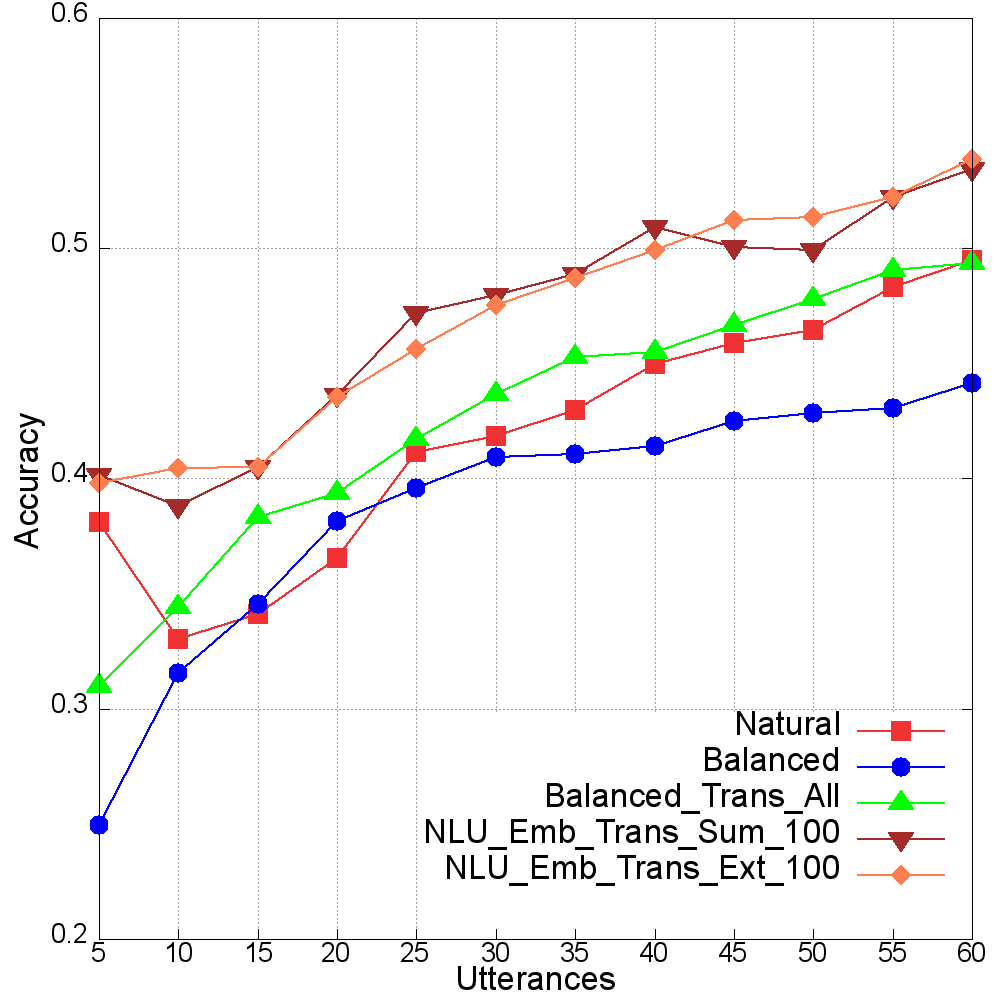 0.6
0.5
0.4
0.3
0.2
Accuracy
5 10 15 20 25 30 35 40 45 50 55 60
Utterances
Natural
Balanced
Balanced_Trans_All
NLU_Emb_Trans_Sum_100
NLU_Emb_Trans_Ext_100